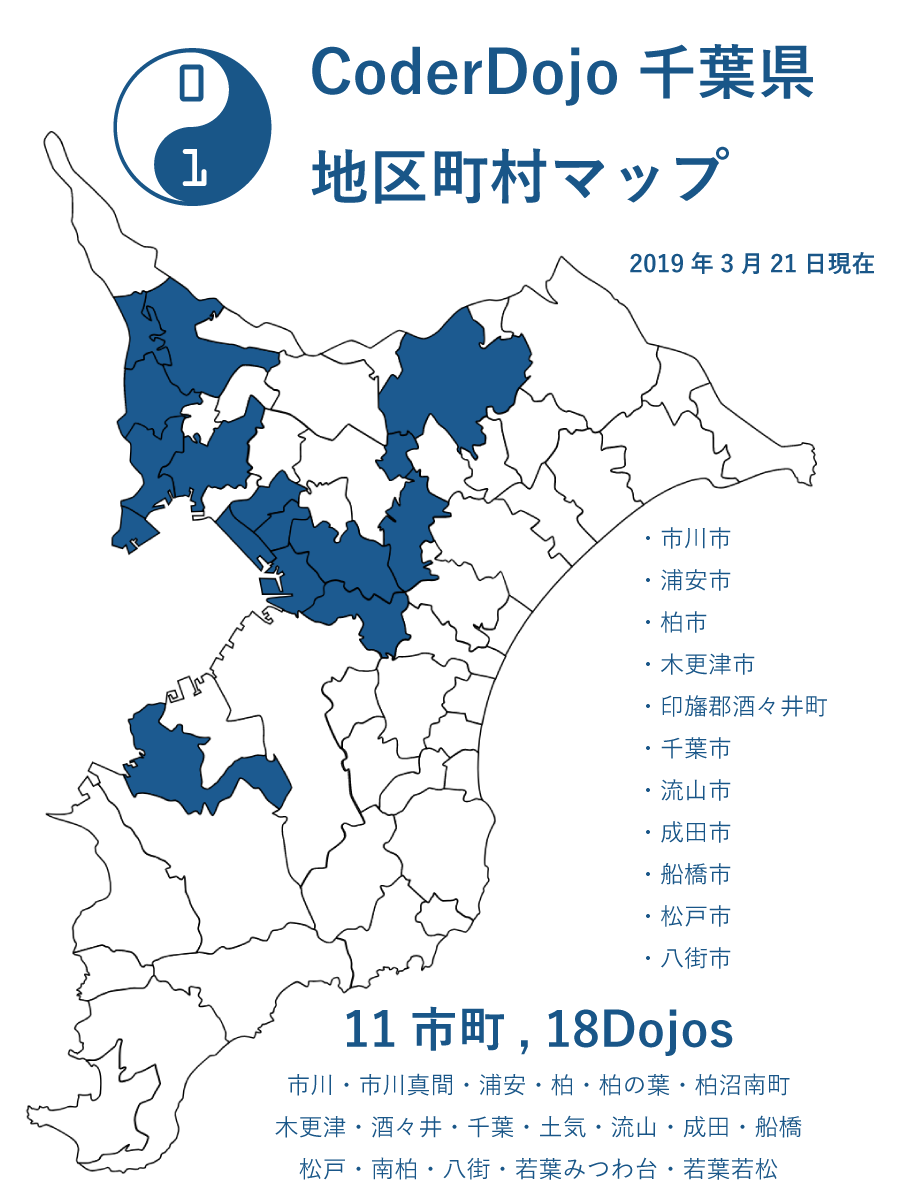 0
1
CoderDojo 千葉県
地区町村マップ
2019 年 3 月 21 日現在
・市川市
・浦安市
・柏市
・木更津市
・印旛郡酒々井町
・千葉市
・流山市
・成田市
・船橋市
・松戸市
・八街市
11 市町 , 18Dojos
市川・市川真間・浦安・柏・柏の葉・柏沼南町
木更津・酒々井・千葉・土気・流山・成田・船橋
松戸・南柏・八街・若葉みつわ台・若葉若松